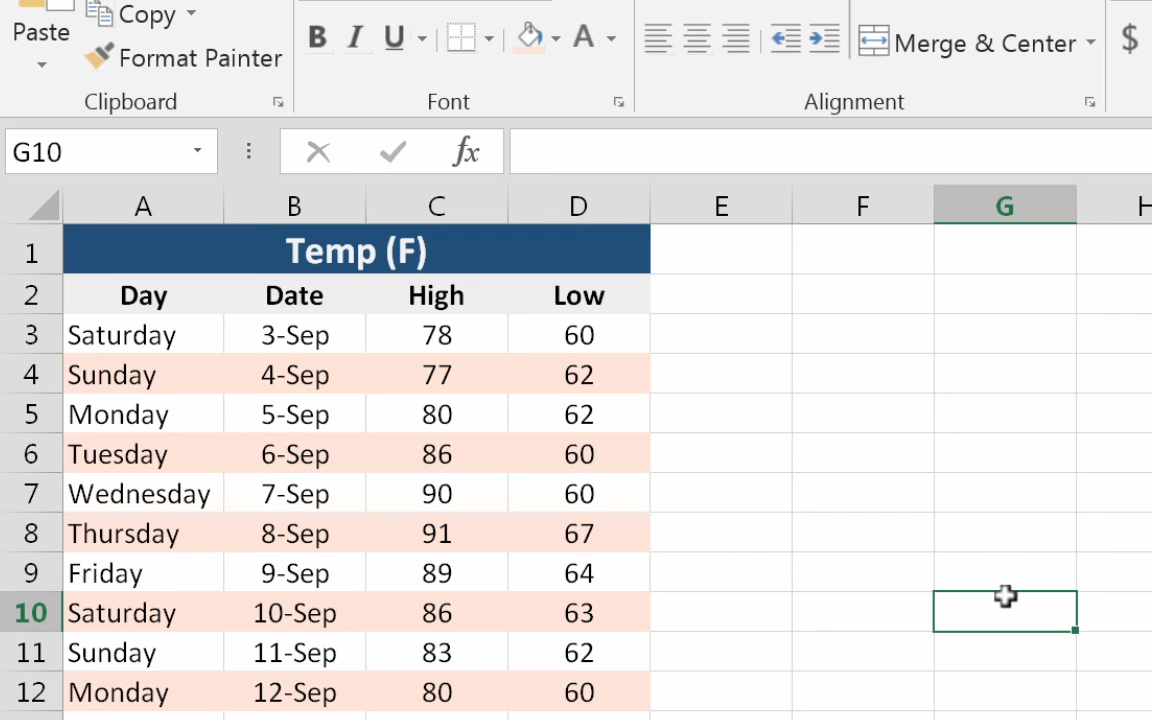 Paste
Copy
Format Painter
B I U A
Merge & Center
$
Clipboard
Font
Alignment
G10
fx
A B C D E F G H
1 Temp (F)
2 Day Date High Low
3 Saturday 3-Sep 78 60
4 Sunday 4-Sep 77 62
5 Monday 5-Sep 80 62
6 Tuesday 6-Sep 86 60
7 Wednesday 7-Sep 90 60
8 Thursday 8-Sep 91 67
9 Friday 9-Sep 89 64
10 Saturday 10-Sep 86 63
11 Sunday 11-Sep 83 62
12 Monday 12-Sep 80 60